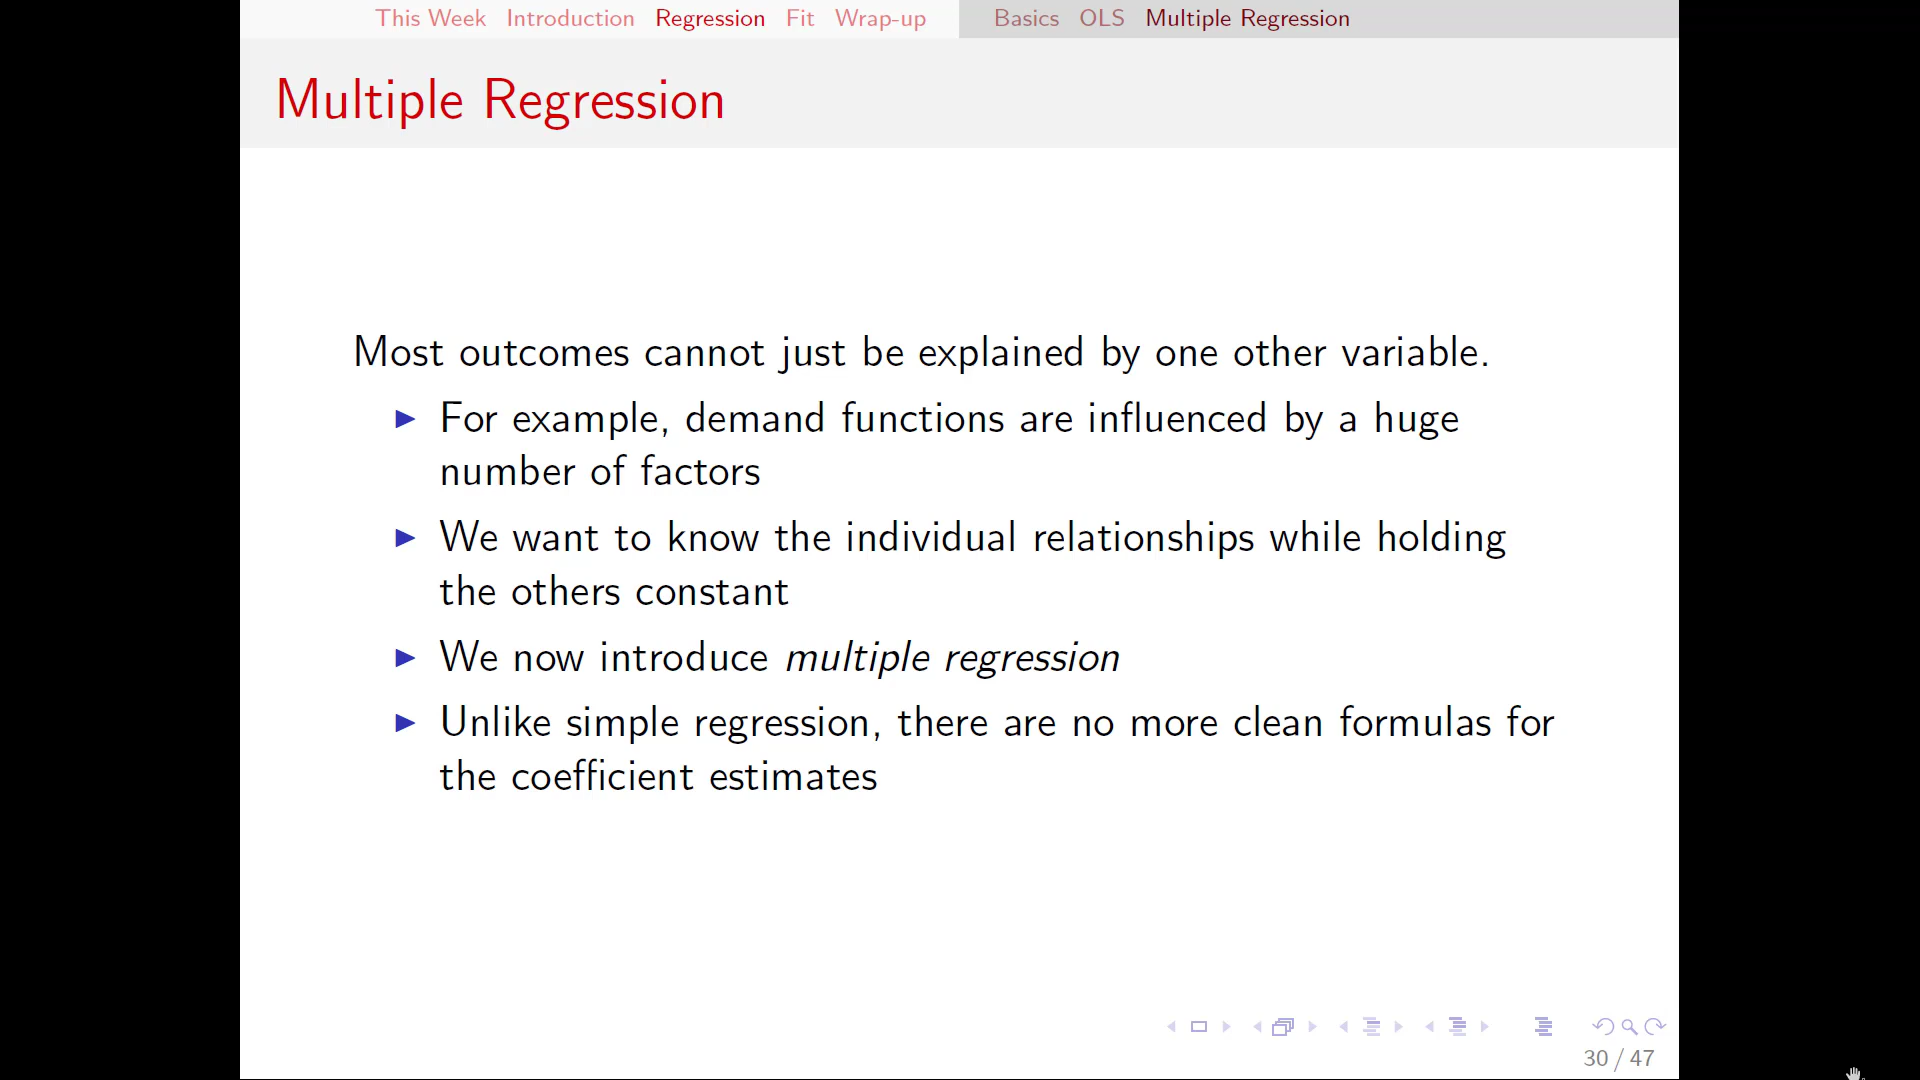 This Week Introduction Regression Fit Wrap-up Basics OLS Multiple Regression
Multiple Regression
Most outcomes cannot just be explained by one other variable.
For example, demand functions are influenced by a huge
number of factors
We want to know the individual relationships while holding
the others constant
We now introduce multiple regression
Unlike simple regression, there are no more clean formulas for
the coefficient estimates
30 / 47